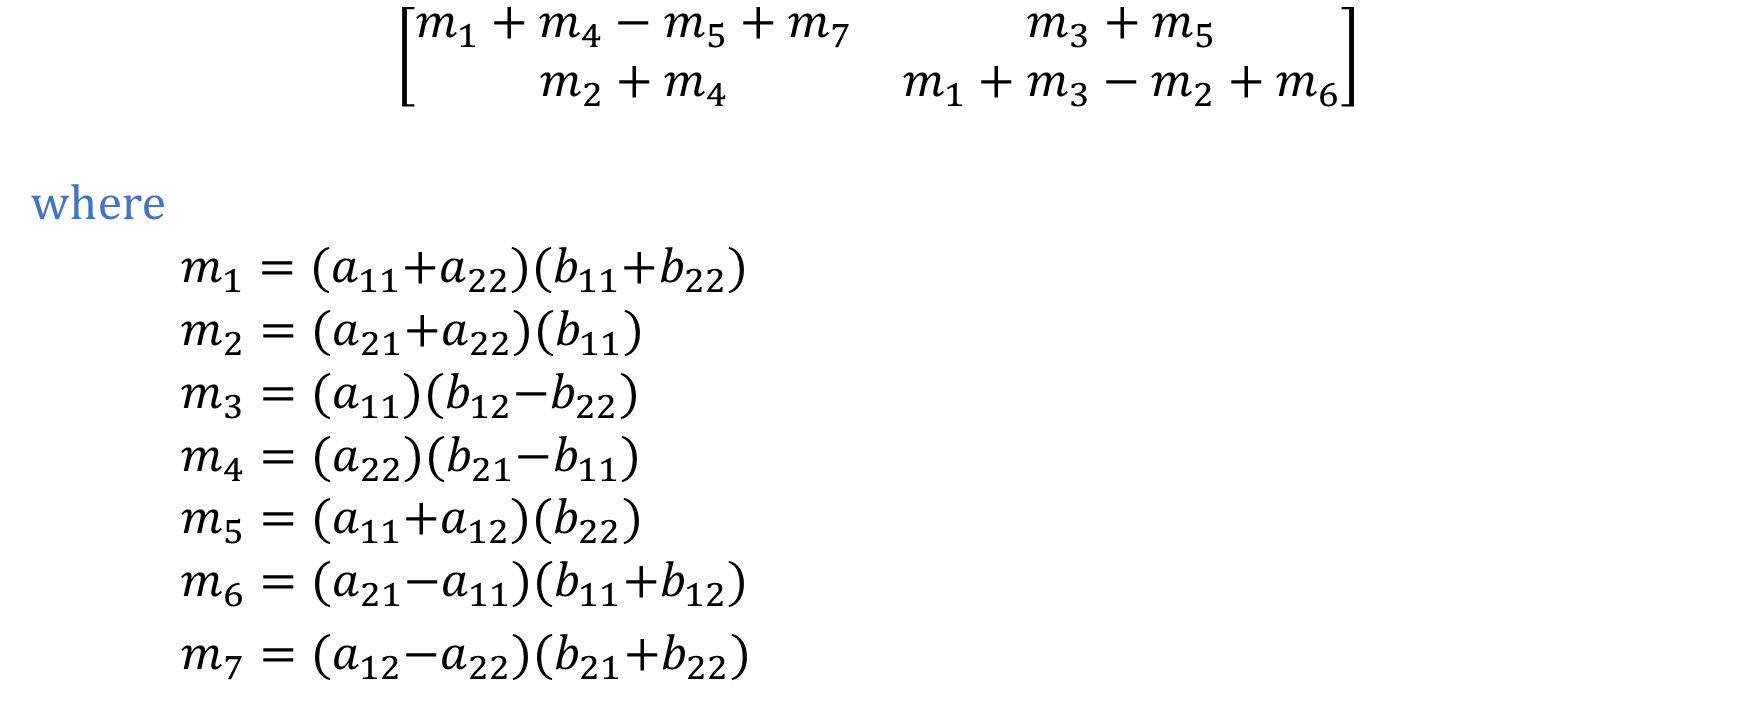 [m₁ + m₄ − m₅ + m₇  m₃ + m₅
m₂ + m₄  m₁ + m₃ − m₂ + m₆]
where
m₁ = (a₁₁+a₂₂)(b₁₁+b₂₂)
m₂ = (a₂₁+a₂₂)(b₁₁)
m₃ = (a₁₁)(b₁₂−b₂₂)
m₄ = (a₂₂)(b₂₁−b₁₁)
m₅ = (a₁₁+a₁₂)(b₂₂)
m₆ = (a₂₁−a₁₁)(b₁₁+b₁₂)
m₇ = (a₁₂−a₂₂)(b₂₁+b₂₂)